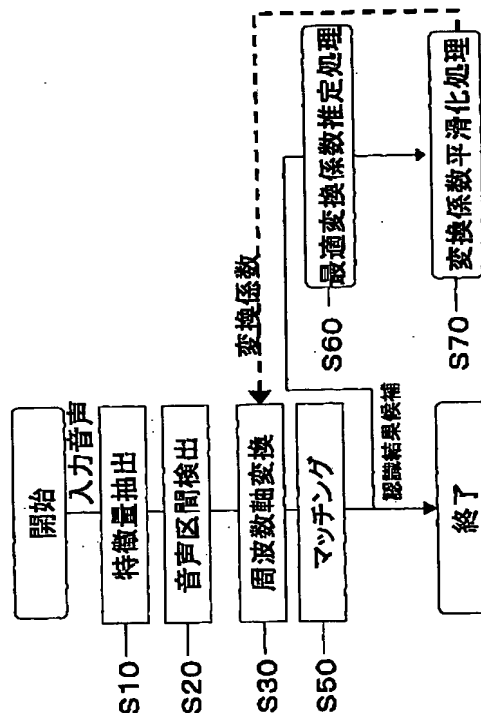 開始
入力音声
S10
特徴量抽出
S20
音声区間検出
変換係数
S30
周波数軸変換
S50
マッチング
認識結果候補
S60
最適変換係数推定処理
S70
変換係数平滑化処理
終了